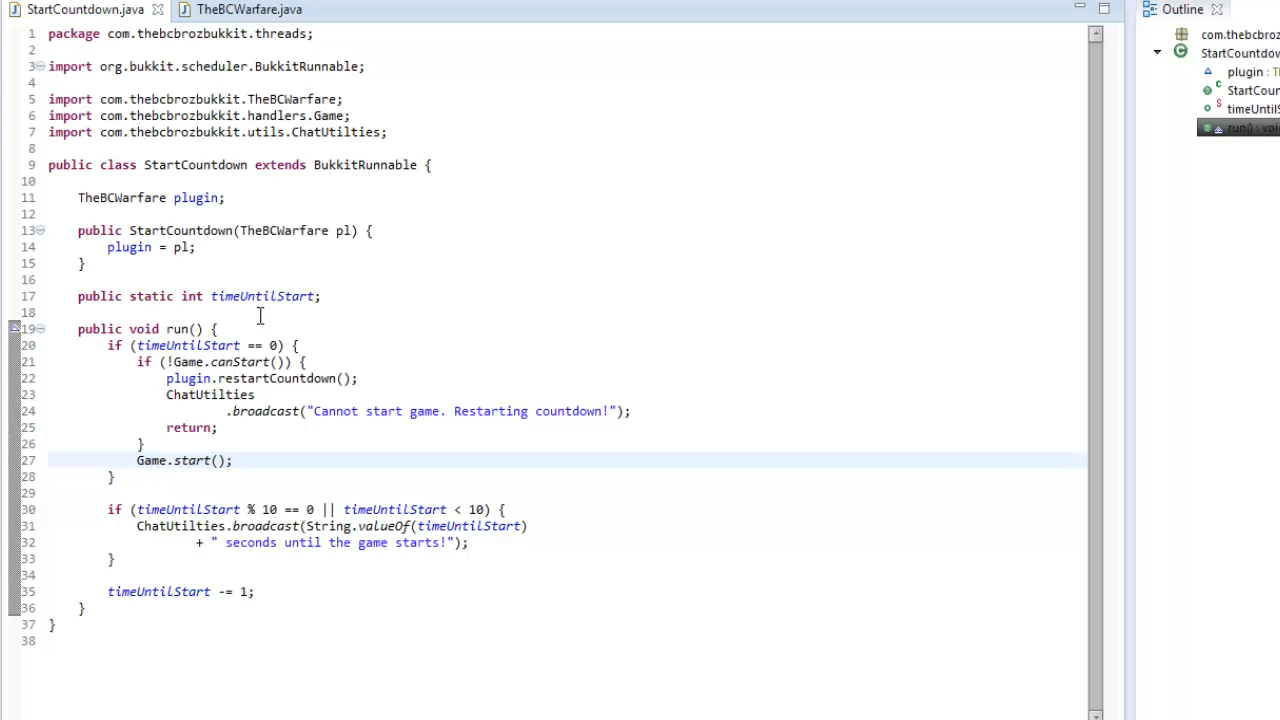 StartCountdown.java
TheBCWarfare.java
Outline
1 package com.thebcbrozbukkit.threads;
2
3 import org.bukkit.scheduler.BukkitRunnable;
4
5 import com.thebcbrozbukkit.TheBCWarfare;
6 import com.thebcbrozbukkit.handlers.Game;
7 import com.thebcbrozbukkit.utils.ChatUtilties;
8
9 public class StartCountdown extends BukkitRunnable {
10
11 TheBCWarfare plugin;
12
13 public StartCountdown(TheBCWarfare pl) {
14 plugin = pl;
15 }
16
17 public static int timeUntilStart;
18
19 public void run() {
20 if (timeUntilStart == 0) {
21 if (!Game.canStart()) {
22 plugin.restartCountdown();
23 ChatUtilties
24 .broadcast("Cannot start game. Restarting countdown!");
25 return;
26 }
27 Game.start();
28 }
29
30 if (timeUntilStart % 10 == 0 || timeUntilStart < 10) {
31 ChatUtilties.broadcast(String.valueOf(timeUntilStart)
32 + " seconds until the game starts!");
33 }
34
35 timeUntilStart -= 1;
36 }
37 }
38
com.thebcbroz
StartCountdow
plugin : T
StartCoun
timeUntilS
run() : voi